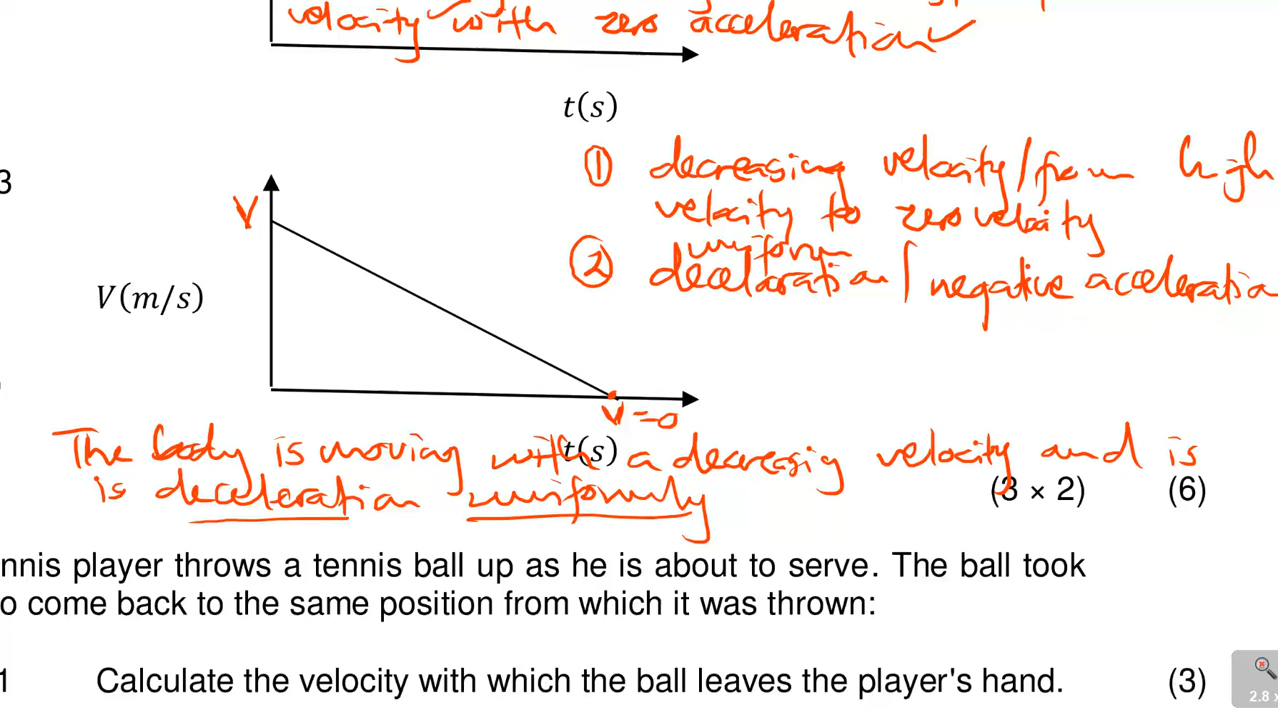 velocity with zero acceleration
t(s)
① decreasing velocity/from high
velocity to zero velocity
3
V
uniform
② deceleration/negative acceleration
V(m/s)
V=0
t(s)
The body is moving with a decreasig velocity and is
is deceleration uniformly
(3 × 2) (6)
nnis player throws a tennis ball up as he is about to serve. The ball took
o come back to the same position from which it was thrown:
1 Calculate the velocity with which the ball leaves the player's hand. (3)
2.8 x